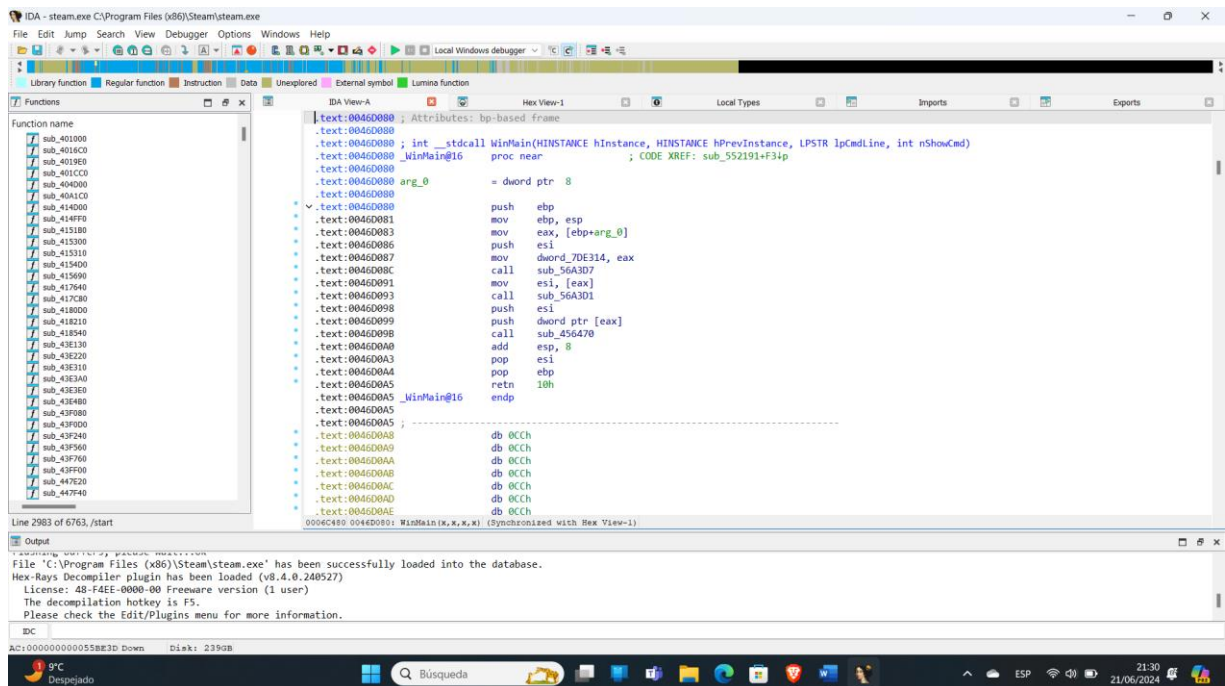 IDA - steam.exe C:\Program Files (x86)\Steam\steam.exe
File Edit Jump Search View Debugger Options Windows Help
Local Windows debugger
Library function Regular function Instruction Data Unexplored External symbol Lumina function
Functions
IDA View-A Hex View-1 Local Types Imports Exports
Function name
sub_401000
sub_4016C0
sub_4019E0
sub_401CC0
sub_404D00
sub_40A1C0
sub_414D00
sub_414FF0
sub_4151B0
sub_415300
sub_415310
sub_4154D0
sub_415690
sub_417640
sub_417C80
sub_4180D0
sub_418210
sub_418540
sub_43E130
sub_43E220
sub_43E310
sub_43E3A0
sub_43E3E0
sub_43E4B0
sub_43F080
sub_43F0D0
sub_43F240
sub_43F560
sub_43F760
sub_43FF00
sub_447E20
sub_447F40
Line 2983 of 6763, /start
.text:0046D080 ; Attributes: bp-based frame
.text:0046D080
.text:0046D080 ; int __stdcall WinMain(HINSTANCE hInstance, HINSTANCE hPrevInstance, LPSTR lpCmdLine, int nShowCmd)
.text:0046D080 _WinMain@16 proc near ; CODE XREF: sub_552191+F3↓p
.text:0046D080
.text:0046D080 arg_0 = dword ptr 8
.text:0046D080
.text:0046D080 push ebp
.text:0046D081 mov ebp, esp
.text:0046D083 mov eax, [ebp+arg_0]
.text:0046D086 push esi
.text:0046D087 mov dword_7DE314, eax
.text:0046D08C call sub_56A3D7
.text:0046D091 mov esi, [eax]
.text:0046D093 call sub_56A3D1
.text:0046D098 push esi
.text:0046D099 push dword ptr [eax]
.text:0046D09B call sub_456470
.text:0046D0A0 add esp, 8
.text:0046D0A3 pop esi
.text:0046D0A4 pop ebp
.text:0046D0A5 retn 10h
.text:0046D0A5 _WinMain@16 endp
.text:0046D0A5
.text:0046D0A5 ; ---------------------------------------------------------------------------
.text:0046D0A8 db 0CCh
.text:0046D0A9 db 0CCh
.text:0046D0AA db 0CCh
.text:0046D0AB db 0CCh
.text:0046D0AC db 0CCh
.text:0046D0AD db 0CCh
.text:0046D0AE db 0CCh
0006C480 0046D080: WinMain(x,x,x,x) (Synchronized with Hex View-1)
Output
File 'C:\Program Files (x86)\Steam\steam.exe' has been successfully loaded into the database.
Hex-Rays Decompiler plugin has been loaded (v8.4.0.240527)
License: 48-F4EE-0000-00 Freeware version (1 user)
The decompilation hotkey is F5.
Please check the Edit/Plugins menu for more information.
IDC
AC:000000000055BE3D Down Disk: 239GB
1 9°C
Despejado
Búsqueda
ESP
21:30
21/06/2024